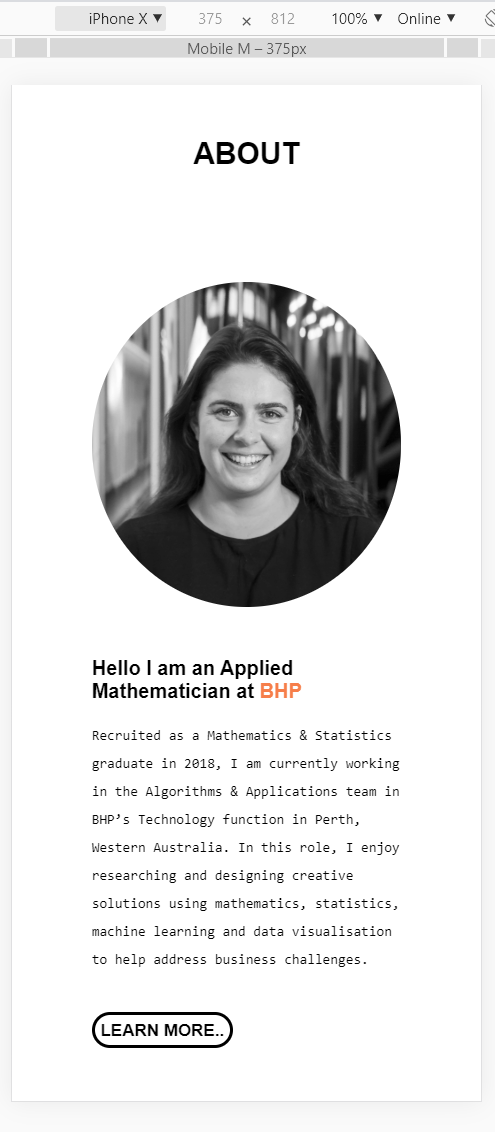 iPhone X ▼ 375 × 812 100% ▼ Online ▼
Mobile M – 375px
ABOUT
Hello I am an Applied
Mathematician at BHP
Recruited as a Mathematics & Statistics
graduate in 2018, I am currently working
in the Algorithms & Applications team in
BHP’s Technology function in Perth,
Western Australia. In this role, I enjoy
researching and designing creative
solutions using mathematics, statistics,
machine learning and data visualisation
to help address business challenges.
LEARN MORE..